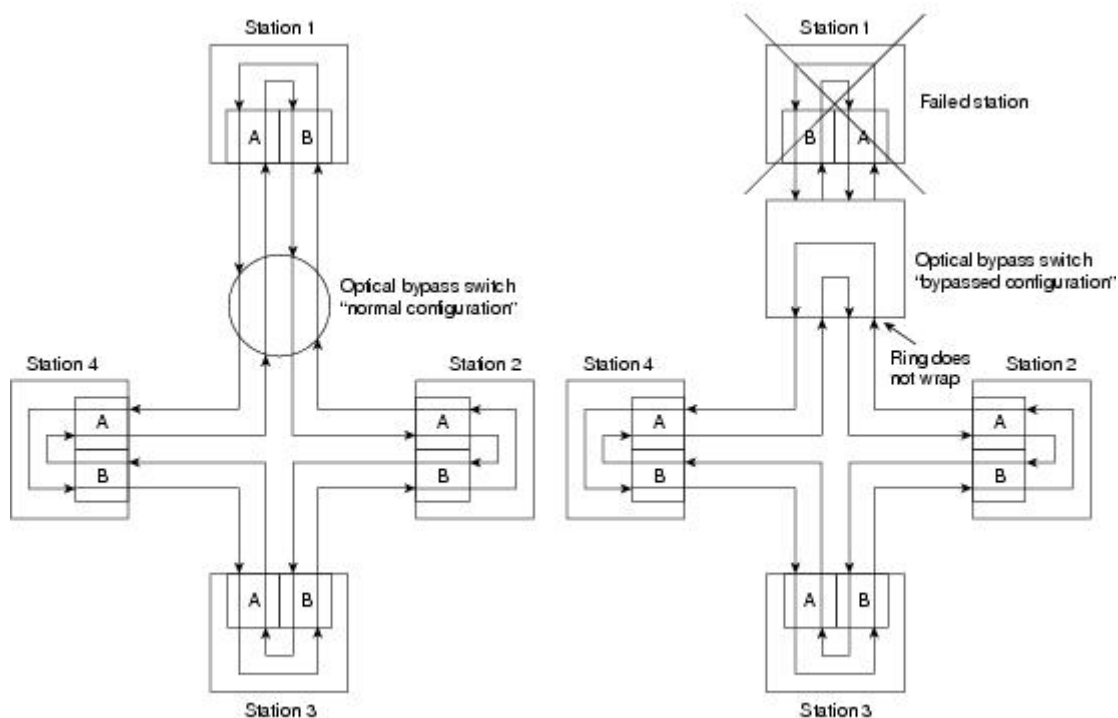 Station 1
A B
Optical bypass switch
“normal configuration”
Station 4
A
B
Station 2
A
B
A B
Station 3
Station 1
Failed station
B A
Optical bypass switch
“bypassed configuration”
Ring does
not wrap
Station 4
A
B
Station 2
A
B
A B
Station 3